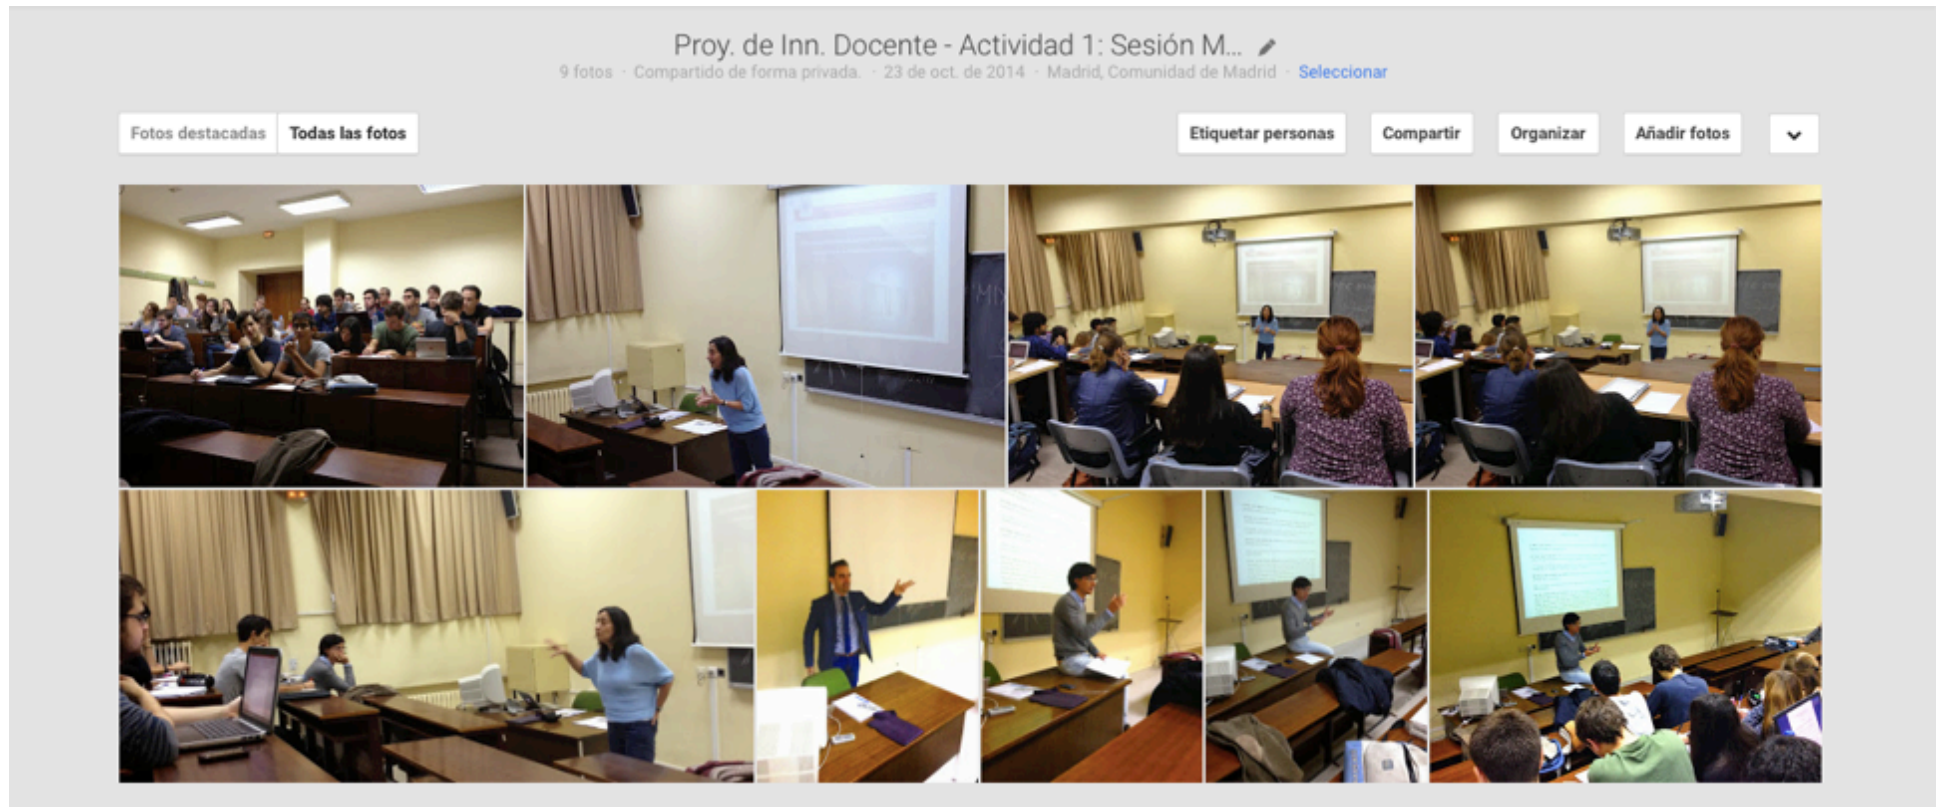 Proy. de Inn. Docente - Actividad 1: Sesión M...
9 fotos · Compartido de forma privada. · 23 de oct. de 2014 · Madrid, Comunidad de Madrid · Seleccionar
Fotos destacadas Todas las fotos Etiquetar personas Compartir Organizar Añadir fotos